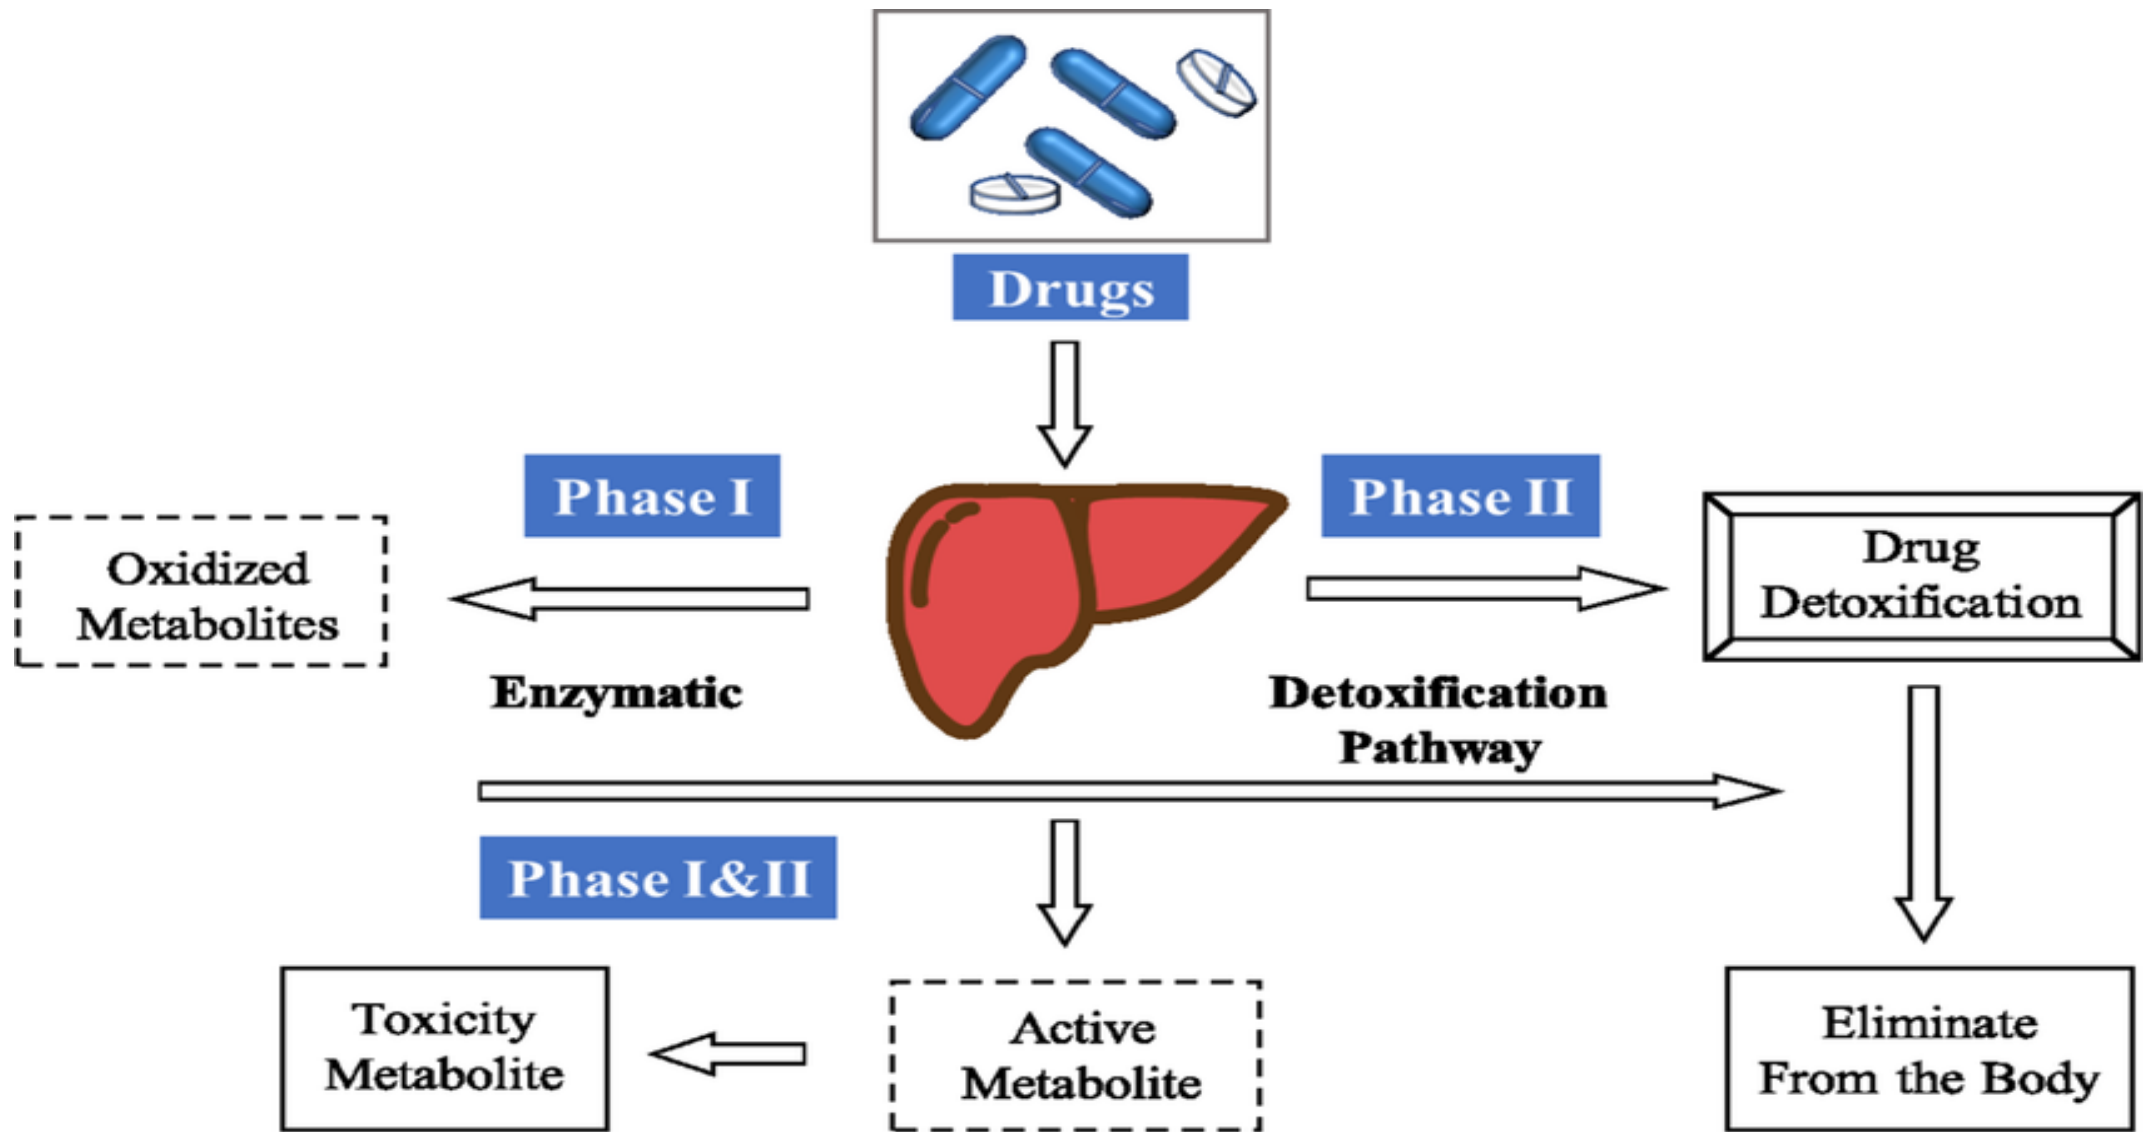 Drugs
Phase I
Phase II
Oxidized
Metabolites
Drug
Detoxification
Enzymatic
Detoxification
Pathway
Phase I&II
Toxicity
Metabolite
Active
Metabolite
Eliminate
From the Body